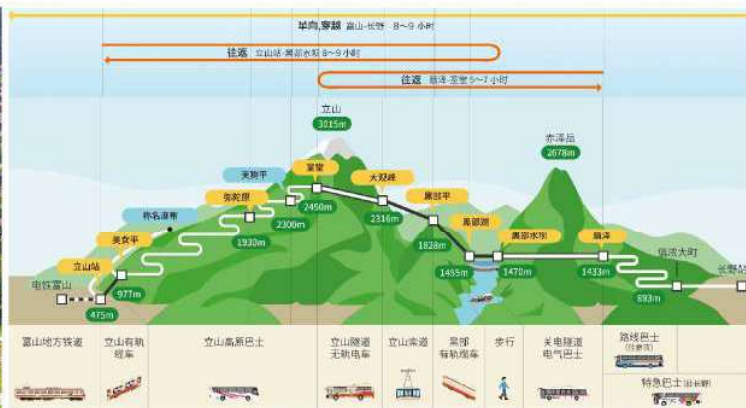 单向,穿越 富山-长野 8～9 小时
往返 立山站-黑部水坝 8～9 小时
往返 扇泽-室堂 5～7 小时
立山
3015m
赤泽岳
2678m
室堂
天狗平
大观峰
弥陀原
2450m
黑部平
称名瀑布
2300m
2316m
黑部湖
黑部水坝
扇泽
美女平
1930m
1828m
立山站
1455m
1470m
1433m
信浓大町
长野站
电铁富山
977m
893m
475m
富山地方铁道
立山有轨
缆车
立山高原巴士
立山隧道
无轨电车
立山索道
黑部
有轨缆车
步行
关电隧道
电气巴士
路线巴士
特急巴士